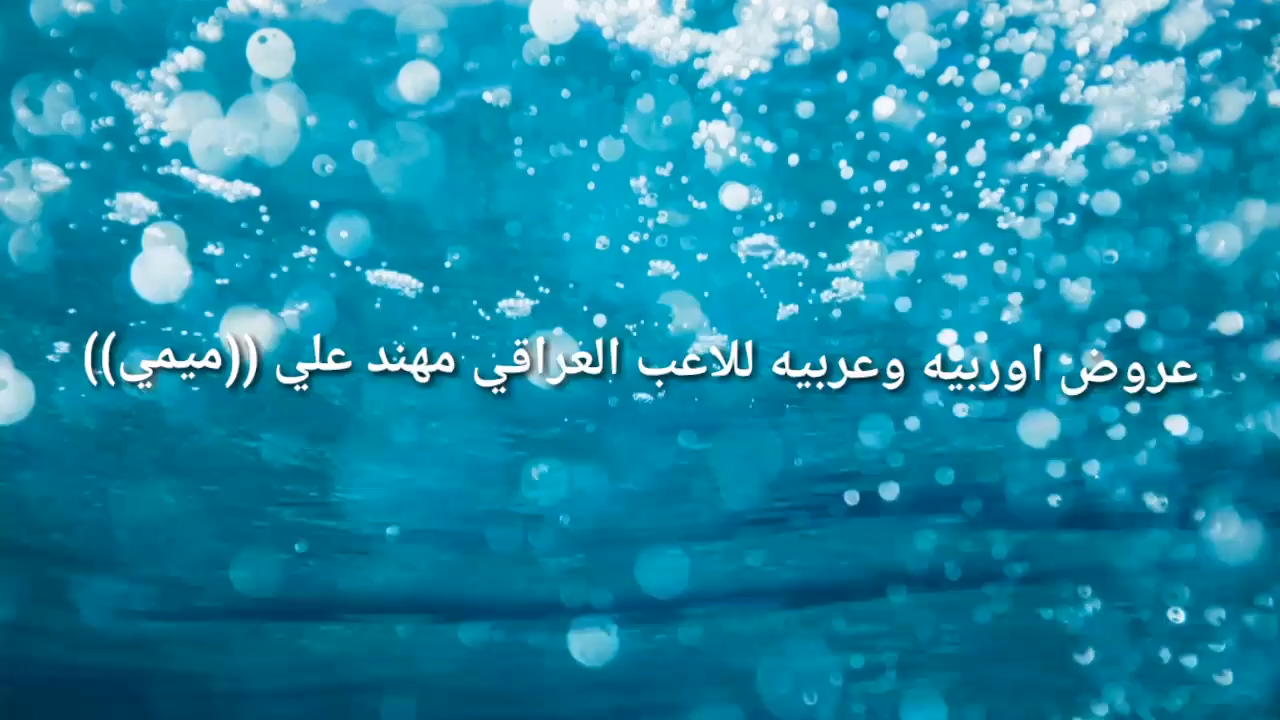 عروض اوربيه وعربيه للاعب العراقي مهند علي ((ميمي))